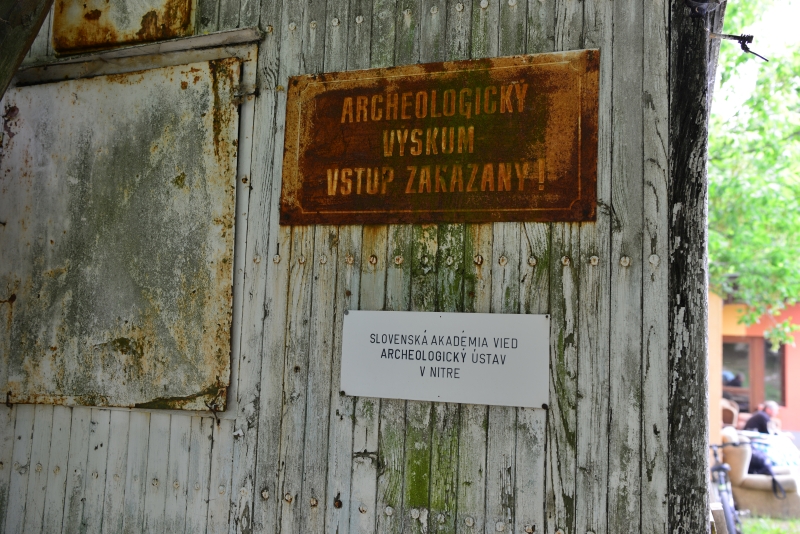 ARCHEOLOGICKÝ
VÝSKUM
VSTUP ZAKÁZANÝ!
SLOVENSKÁ AKADÉMIA VIED
ARCHEOLOGICKÝ ÚSTAV
V NITRE